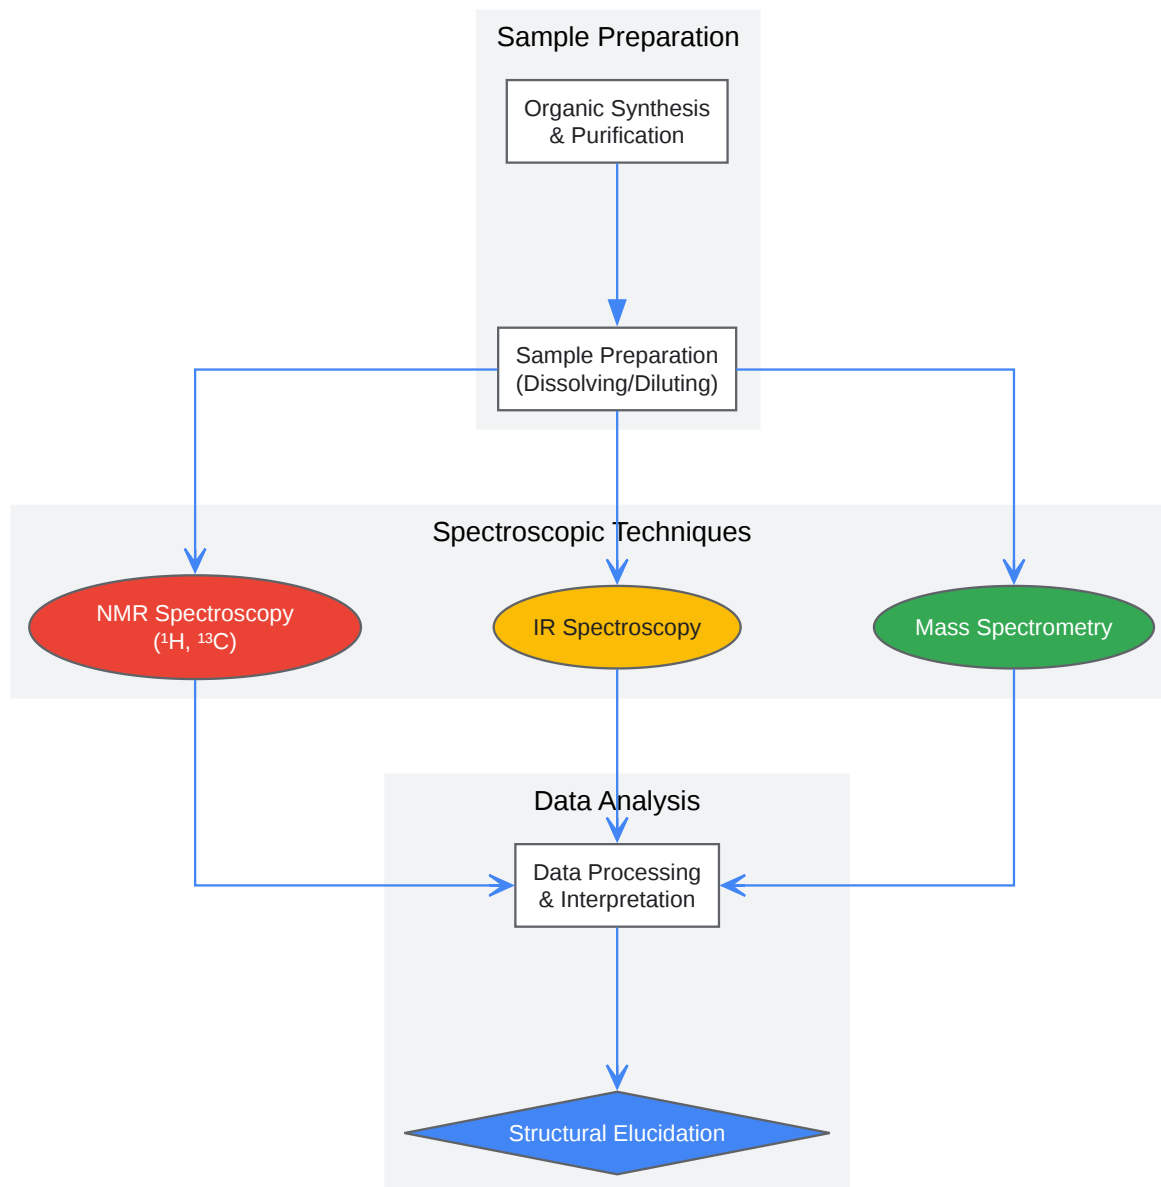 Sample Preparation
Organic Synthesis
& Purification
Sample Preparation
(Dissolving/Diluting)
Spectroscopic Techniques
NMR Spectroscopy
(¹H, ¹³C)
IR Spectroscopy
Mass Spectrometry
Data Analysis
Data Processing
& Interpretation
Structural Elucidation